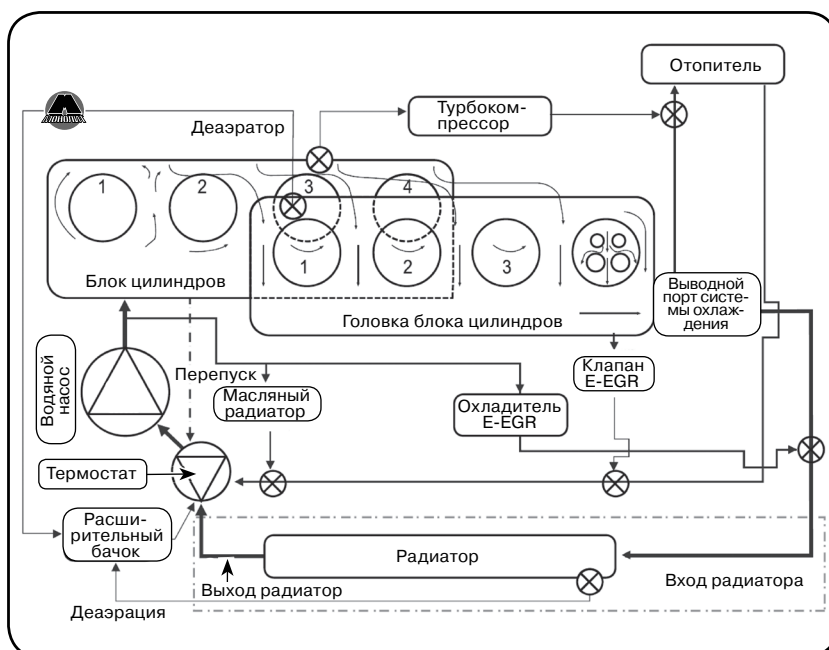 Отопитель
Турбоком-
прессор
Деаэратор
1
2
3
4
1
2
3
Блок цилиндров
Головка блока цилиндров
Выводной
порт систе-
мы охлаж-
дения
Водяной
насос
Перепуск
Масляный
радиатор
Охладитель
E-EGR
Клапан
E-EGR
Термостат
Расши-
рительный
бачок
Радиатор
Выход радиатор
Вход радиатора
Деаэрация